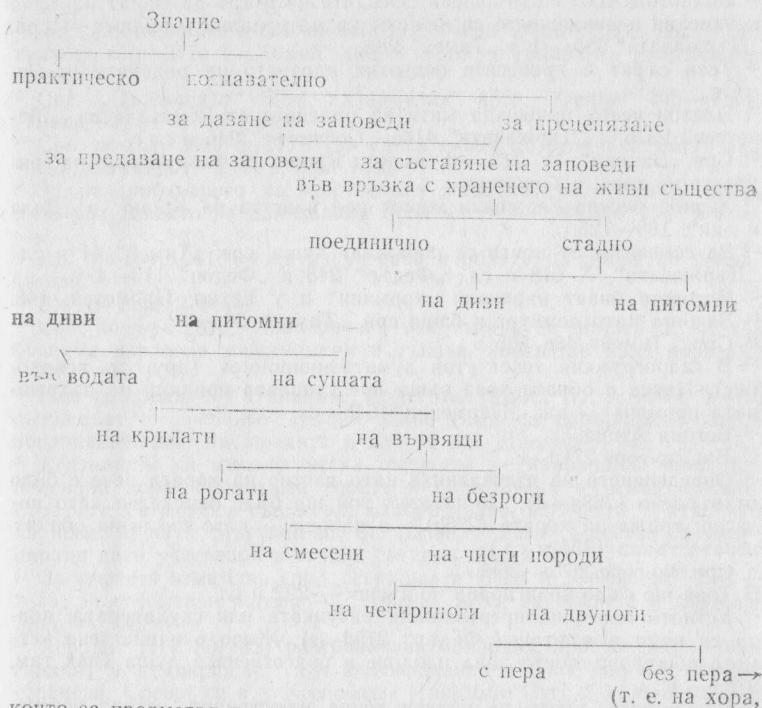 Знание
практическо познавателно
за даване на заповеди за преценяване
за предаване на заповеди за съставяне на заповеди
във връзка с храненето на живи същества
поединично стадно
на диви на питомни
на диви на питомни
във водата на сушата
на крилати на вървящи
на рогати на безроги
на смесени на чисти породи
на четириноги на двуноги
с пера без пера →
(т. е. на хора,